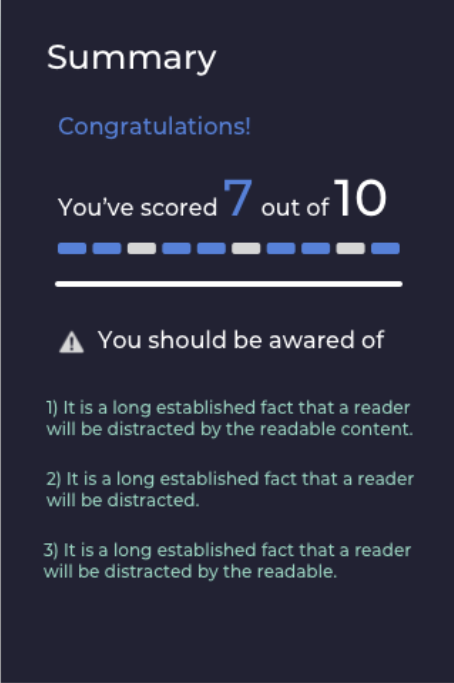 Summary
Congratulations!
You’ve scored 7 out of 10
You should be awared of
1) It is a long established fact that a reader
will be distracted by the readable content.
2) It is a long established fact that a reader
will be distracted.
3) It is a long established fact that a reader
will be distracted by the readable.